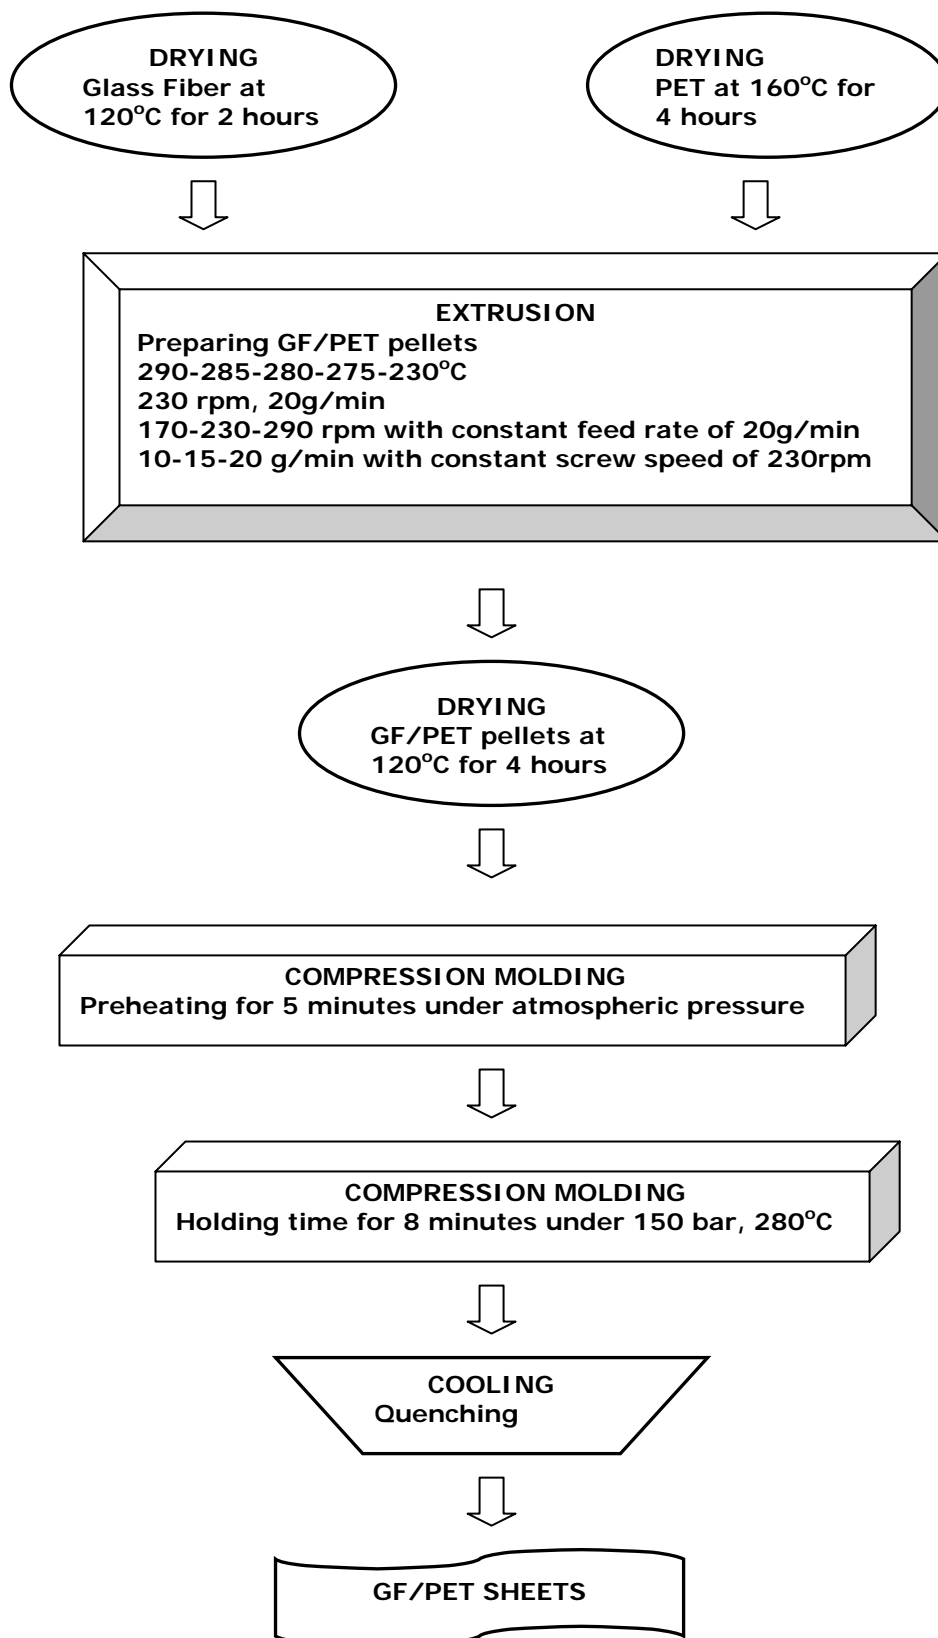 DRYING
Glass Fiber at
120°C for 2 hours
DRYING
PET at 160°C for
4 hours
EXTRUSION
Preparing GF/PET pellets
290-285-280-275-230°C
230 rpm, 20g/min
170-230-290 rpm with constant feed rate of 20g/min
10-15-20 g/min with constant screw speed of 230rpm
DRYING
GF/PET pellets at
120°C for 4 hours
COMPRESSION MOLDING
Preheating for 5 minutes under atmospheric pressure
COMPRESSION MOLDING
Holding time for 8 minutes under 150 bar, 280°C
COOLING
Quenching
GF/PET SHEETS